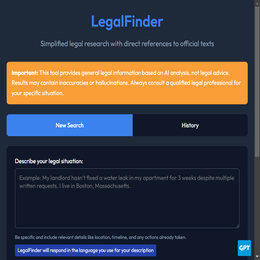 LegalFinder
Simplified legal research with direct references to official texts
Important: This tool provides general legal information based on AI analysis, not legal advice.
Results may contain inaccuracies or hallucinations. Always consult a qualified legal professional for
your specific situation.
New Search
History
Describe your legal situation:
Example: My landlord hasn't fixed a water leak in my apartment for 3 weeks despite multiple
written requests. I live in Boston, Massachusetts.
Be specific and include relevant details like location, timeline, and any actions already taken.
LegalFinder will respond in the language you use for your description
GPT